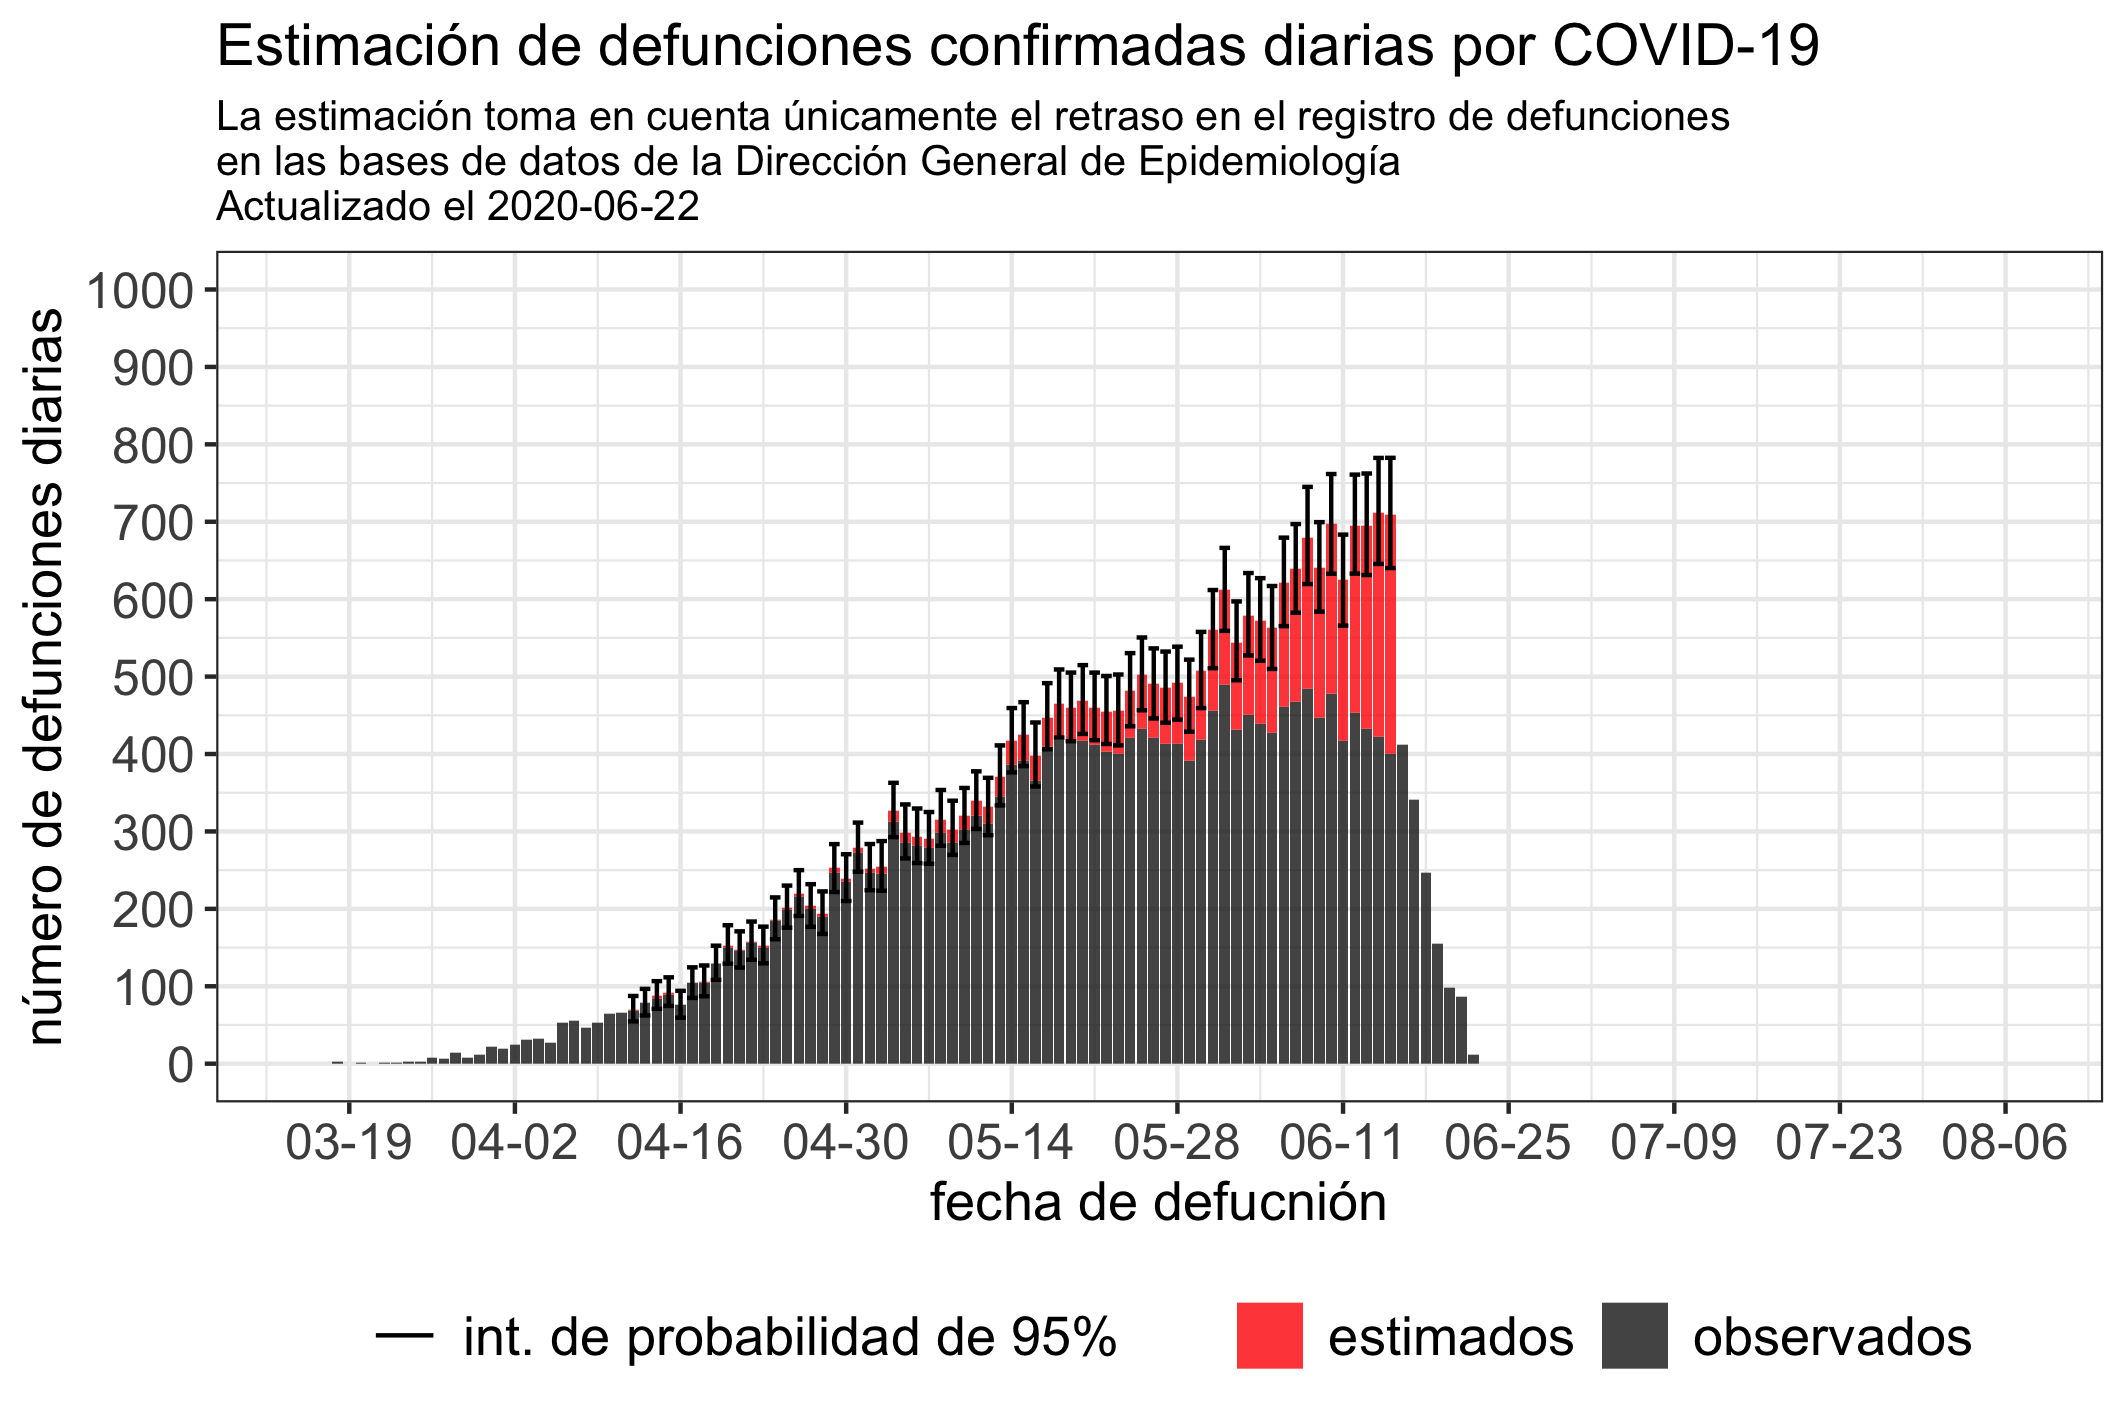 Estimación de defunciones confirmadas diarias por COVID-19
La estimación toma en cuenta únicamente el retraso en el registro de defunciones
en las bases de datos de la Dirección General de Epidemiología
Actualizado el 2020-06-22
número de defunciones diarias
1000
900
800
700
600
500
400
300
200
100
0
03-19 04-02 04-16 04-30 05-14 05-28 06-11 06-25 07-09 07-23 08-06
fecha de defucnión
int. de probabilidad de 95% estimados observados